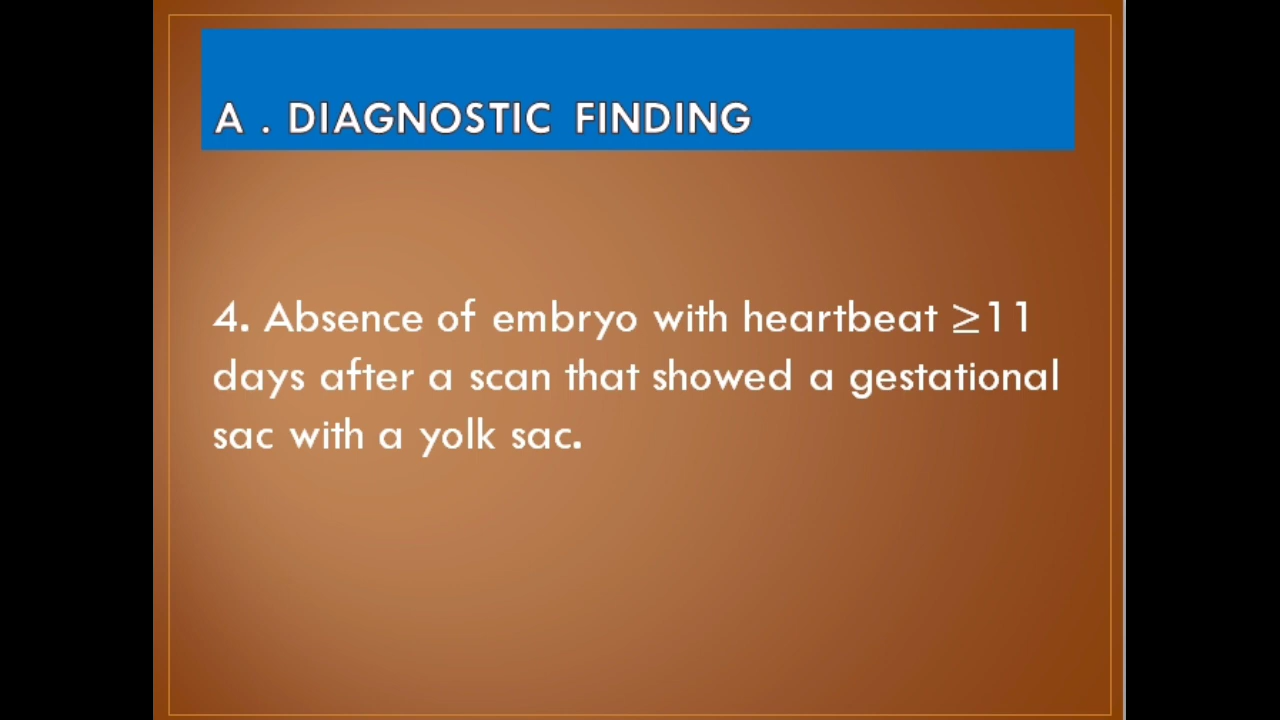 A . DIAGNOSTIC FINDING
4. Absence of embryo with heartbeat ≥11
days after a scan that showed a gestational
sac with a yolk sac.